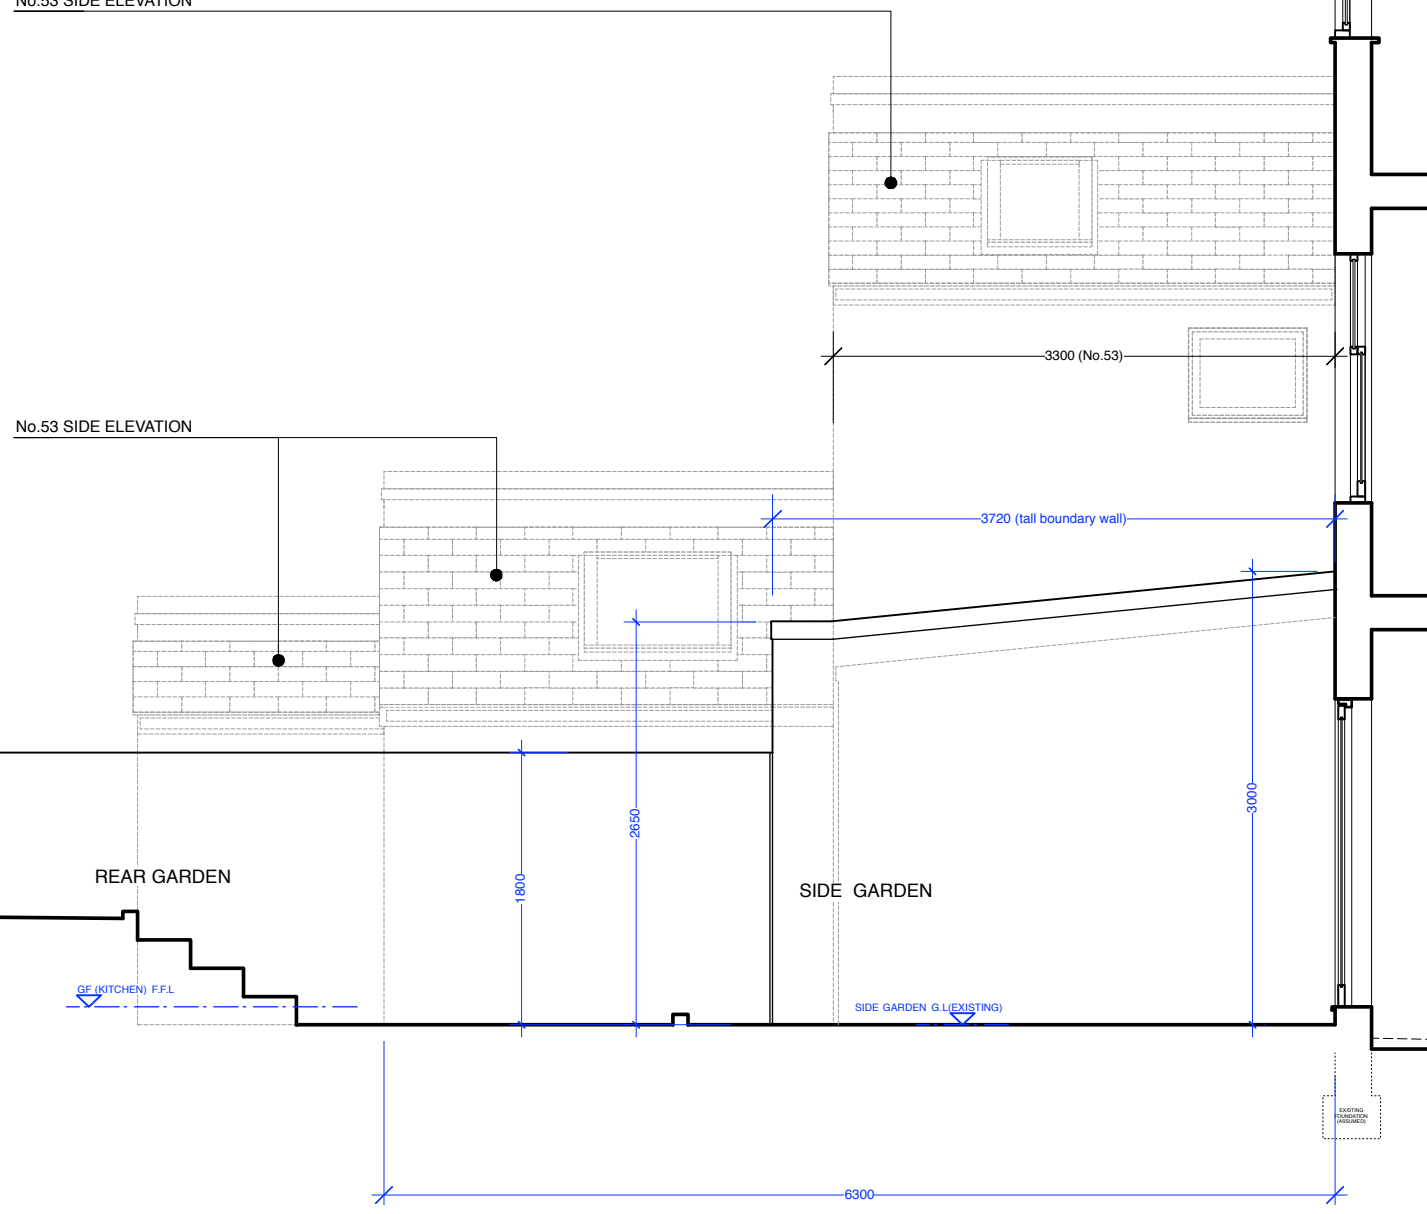 No.53 SIDE ELEVATION
3300 (No.53)
No.53 SIDE ELEVATION
3720 (tall boundary wall)
3000
2650
1800
REAR GARDEN
SIDE GARDEN
GF (KITCHEN) F.F.L
SIDE GARDEN G.L(EXISTING)
EXISTING
FOUNDATION
(ASSUMED)
6300